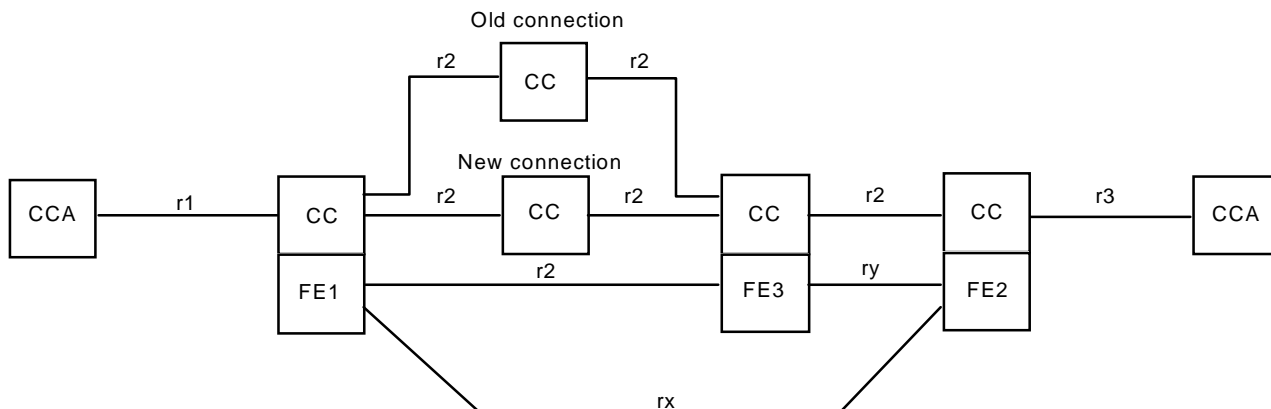 Old connection
r2 CC r2
New connection
CCA r1 CC r2 CC r2 CC r2 CC r3 CCA
FE1 r2 FE3 ry FE2
rx